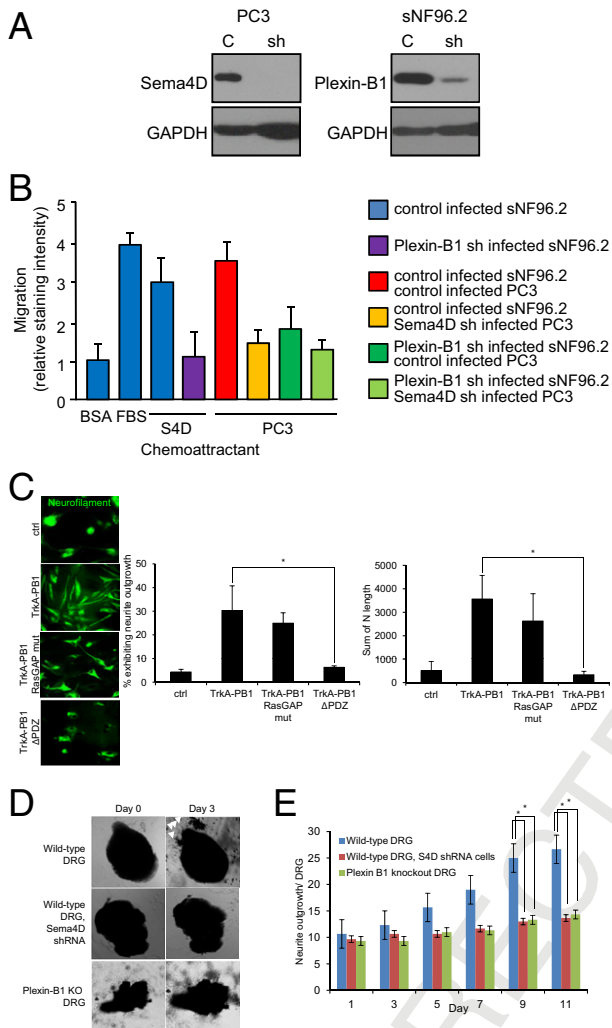 A
PC3
sNF96.2
C sh
C sh
Sema4D
Plexin-B1
GAPDH
GAPDH
B
Migration
(relative staining intensity)
5
4
3
2
1
0
BSA FBS
S4D
PC3
Chemoattractant
control infected sNF96.2
Plexin-B1 sh infected sNF96.2
control infected sNF96.2
control infected PC3
control infected sNF96.2
Sema4D sh infected PC3
Plexin-B1 sh infected sNF96.2
control infected PC3
Plexin-B1 sh infected sNF96.2
Sema4D sh infected PC3
C
Neurofilament
ctrl
TrkA-PB1
TrkA-PB1
RasGAP mut
TrkA-PB1
ΔPDZ
% exhibiting neurite outgrowth
50
40
30
20
10
0
*
ctrl
TrkA-PB1
TrkA-PB1
RasGAP
mut
TrkA-PB1
ΔPDZ
Sum of N length
5000
4000
3000
2000
1000
0
*
ctrl
TrkA-PB1
TrkA-PB1
RasGAP
mut
TrkA-PB1
ΔPDZ
D
Day 0
Day 3
Wild-type
DRG
Wild-type
DRG,
Sema4D
shRNA
Plexin-B1 KO
DRG
E
Neurite outgrowth/ DRG
30
25
20
15
10
5
0
Wild-type DRG
Wild-type DRG, S4D shRNA cells
Plexin B1 knockout DRG
* *
* *
1 3 5 7 9 11
Day
RECTE